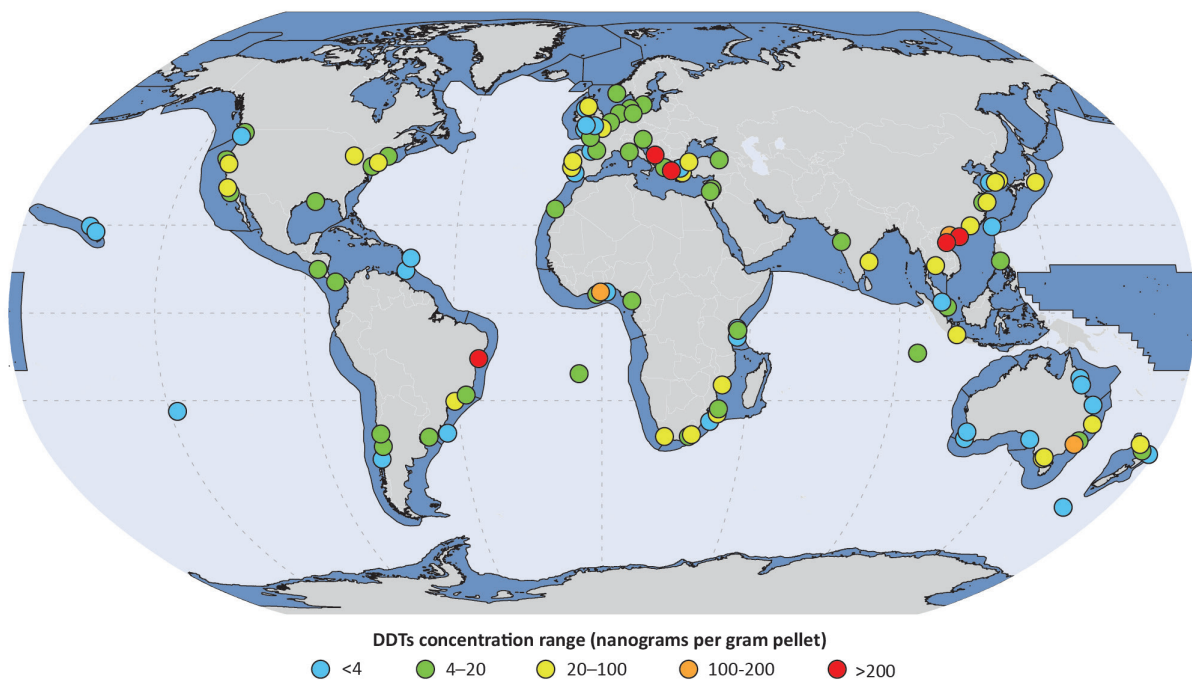 DDTs concentration range (nanograms per gram pellet)
<4 4–20 20–100 100-200 >200